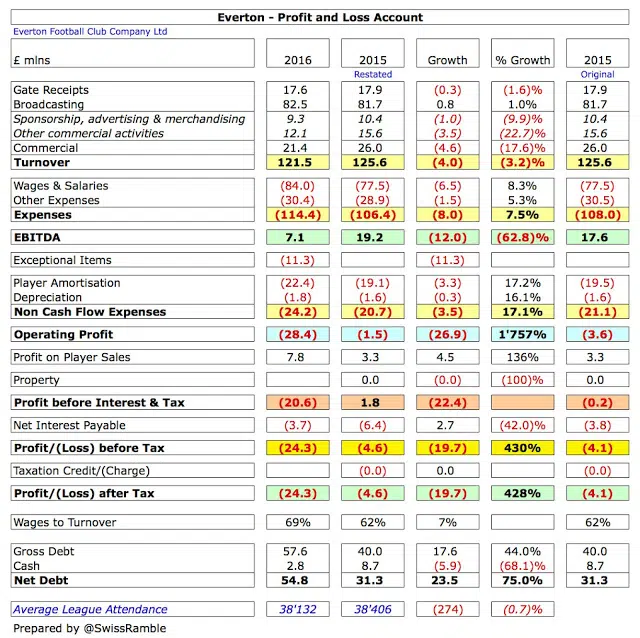 Everton - Profit and Loss Account
Everton Football Club Company Ltd
£ mlns 2016 2015 Growth % Growth 2015
Restated Original
Gate Receipts 17.6 17.9 (0.3) (1.6)% 17.9
Broadcasting 82.5 81.7 0.8 1.0% 81.7
Sponsorship, advertising & merchandising 9.3 10.4 (1.0) (9.9)% 10.4
Other commercial activities 12.1 15.6 (3.5) (22.7)% 15.6
Commercial 21.4 26.0 (4.6) (17.6)% 26.0
Turnover 121.5 125.6 (4.0) (3.2)% 125.6
Wages & Salaries (84.0) (77.5) (6.5) 8.3% (77.5)
Other Expenses (30.4) (28.9) (1.5) 5.3% (30.5)
Expenses (114.4) (106.4) (8.0) 7.5% (108.0)
EBITDA 7.1 19.2 (12.0) (62.8)% 17.6
Exceptional Items (11.3) (11.3)
Player Amortisation (22.4) (19.1) (3.3) 17.2% (19.5)
Depreciation (1.8) (1.6) (0.3) 16.1% (1.6)
Non Cash Flow Expenses (24.2) (20.7) (3.5) 17.1% (21.1)
Operating Profit (28.4) (1.5) (26.9) 1'757% (3.6)
Profit on Player Sales 7.8 3.3 4.5 136% 3.3
Property 0.0 (0.0) (100)% 0.0
Profit before Interest & Tax (20.6) 1.8 (22.4) (0.2)
Net Interest Payable (3.7) (6.4) 2.7 (42.0)% (3.8)
Profit/(Loss) before Tax (24.3) (4.6) (19.7) 430% (4.1)
Taxation Credit/(Charge) (0.0) 0.0 (0.0)
Profit/(Loss) after Tax (24.3) (4.6) (19.7) 428% (4.1)
Wages to Turnover 69% 62% 7% 62%
Gross Debt 57.6 40.0 17.6 44.0% 40.0
Cash 2.8 8.7 (5.9) (68.1)% 8.7
Net Debt 54.8 31.3 23.5 75.0% 31.3
Average League Attendance 38'132 38'406 (274) (0.7)%
Prepared by @SwissRamble